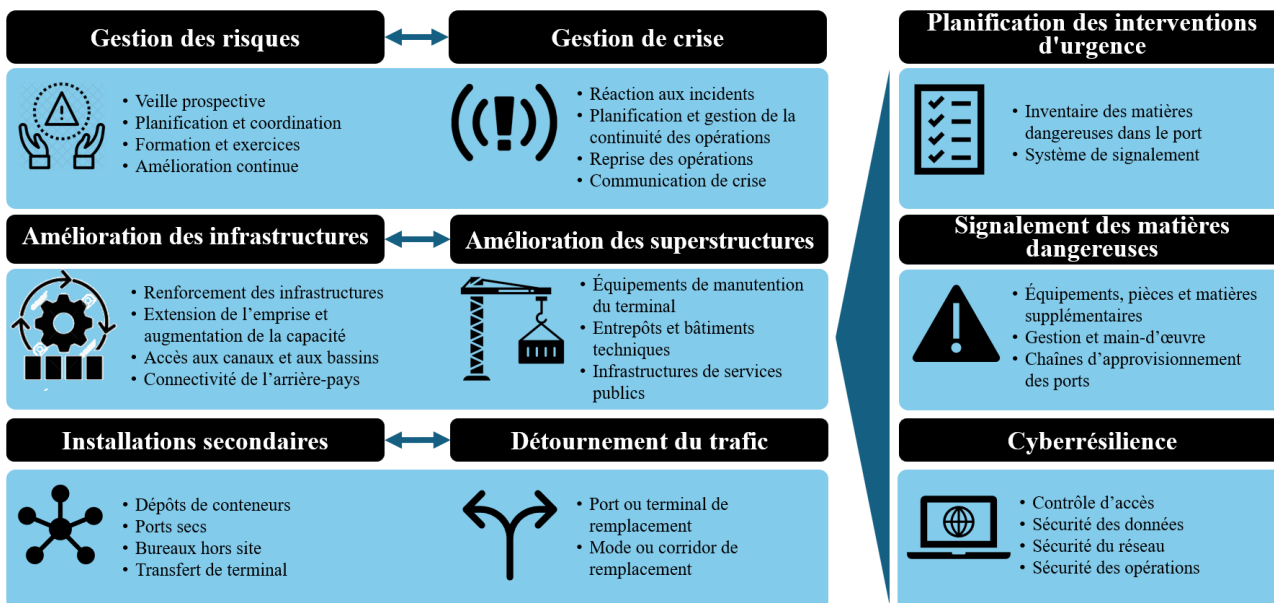 Gestion des risques
• Veille prospective
• Planification et coordination
• Formation et exercices
• Amélioration continue
Gestion de crise
• Réaction aux incidents
• Planification et gestion de la
continuité des opérations
• Reprise des opérations
• Communication de crise
Amélioration des infrastructures
• Renforcement des infrastructures
• Extension de l’emprise et
augmentation de la capacité
• Accès aux canaux et aux bassins
• Connectivité de l’arrière-pays
Amélioration des superstructures
• Équipements de manutention
du terminal
• Entrepôts et bâtiments
techniques
• Infrastructures de services
publics
Installations secondaires
• Dépôts de conteneurs
• Ports secs
• Bureaux hors site
• Transfert de terminal
Détournement du trafic
• Port ou terminal de
remplacement
• Mode ou corridor de
remplacement
Planification des interventions
d'urgence
• Inventaire des matières
dangereuses dans le port
• Système de signalement
Signalement des matières
dangereuses
• Équipements, pièces et matières
supplémentaires
• Gestion et main-d’œuvre
• Chaînes d’approvisionnement
des ports
Cyberrésilience
• Contrôle d’accès
• Sécurité des données
• Sécurité du réseau
• Sécurité des opérations